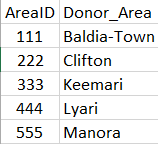 AreaID Donor_Area
111 Baldia-Town
222 Clifton
333 Keemari
444 Lyari
555 Manora